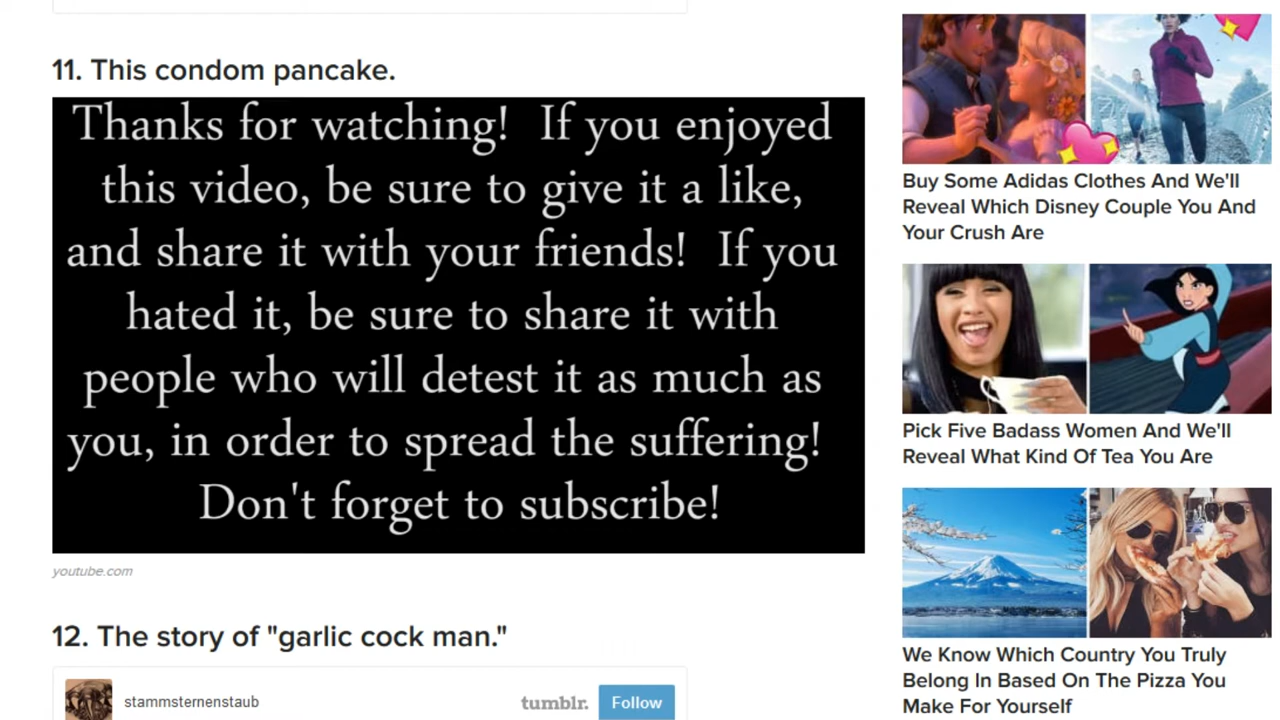 11. This condom pancake.
Thanks for watching! If you enjoyed
this video, be sure to give it a like,
and share it with your friends! If you
hated it, be sure to share it with
people who will detest it as much as
you, in order to spread the suffering!
Don't forget to subscribe!
youtube.com
12. The story of "garlic cock man."
stammsternenstaub
tumblr.
Follow
Buy Some Adidas Clothes And We'll
Reveal Which Disney Couple You And
Your Crush Are
Pick Five Badass Women And We'll
Reveal What Kind Of Tea You Are
We Know Which Country You Truly
Belong In Based On The Pizza You
Make For Yourself